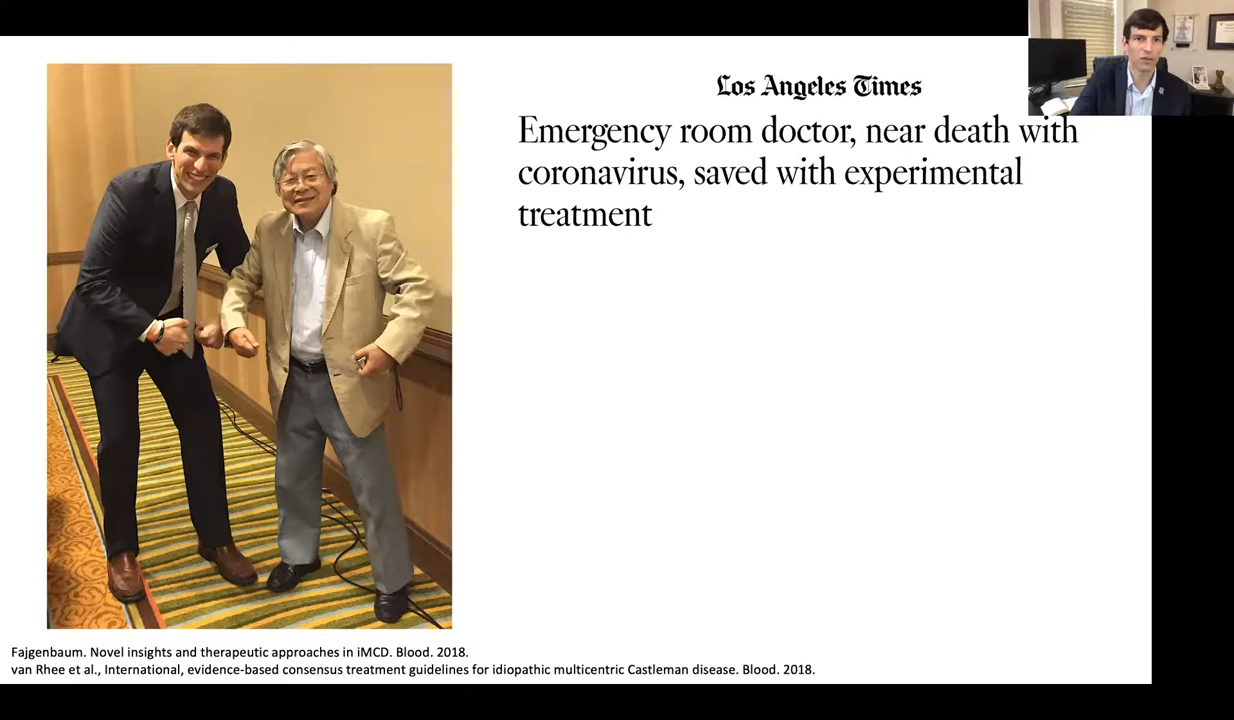 Los Angeles Times
Emergency room doctor, near death with
coronavirus, saved with experimental
treatment
Fajgenbaum. Novel insights and therapeutic approaches in iMCD. Blood. 2018.
van Rhee et al., International, evidence-based consensus treatment guidelines for idiopathic multicentric Castleman disease. Blood. 2018.